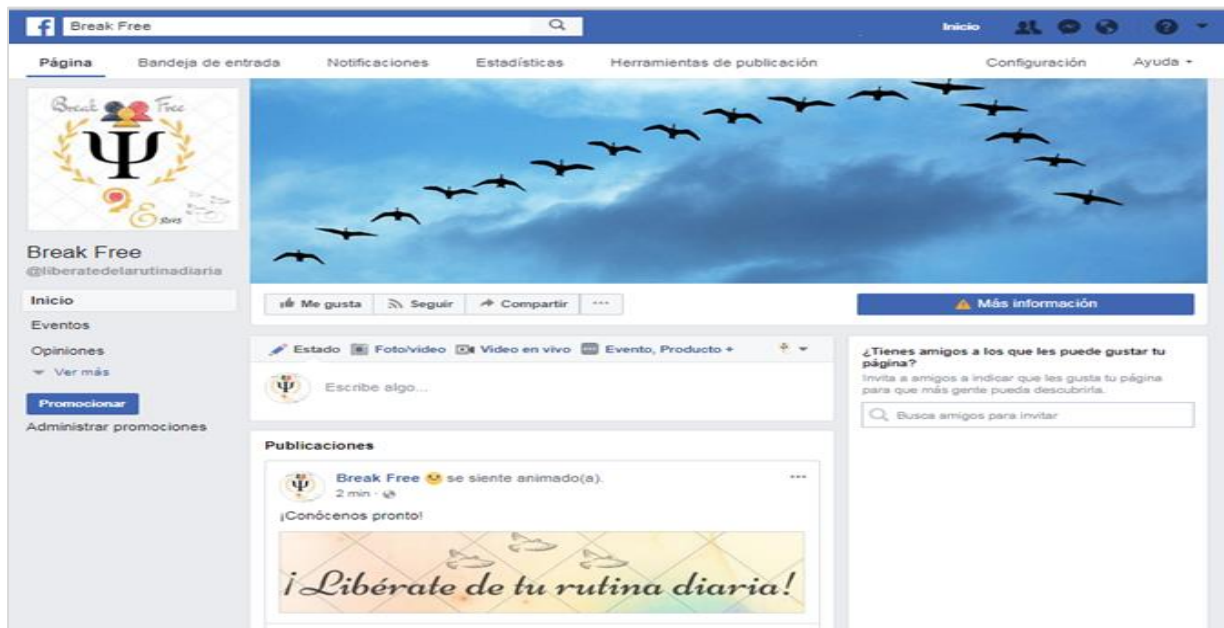 Break Free
Inicio
Página Bandeja de entrada Notificaciones Estadísticas Herramientas de publicación Configuración Ayuda
Break Free
Ψ
Break Free
@liberatedelarutinadiaria
Inicio
Eventos
Opiniones
Ver más
Promocionar
Administrar promociones
Me gusta Seguir Compartir ...
Más información
Estado Foto/video Video en vivo Evento, Producto +
Escribe algo...
¿Tienes amigos a los que les puede gustar tu
página?
Invita a amigos a indicar que les gusta tu página
para que más gente pueda descubrirla.
Busca amigos para invitar
Publicaciones
Break Free se siente animado(a).
2 min ·
¡Conócenos pronto!
¡Libérate de tu rutina diaria!